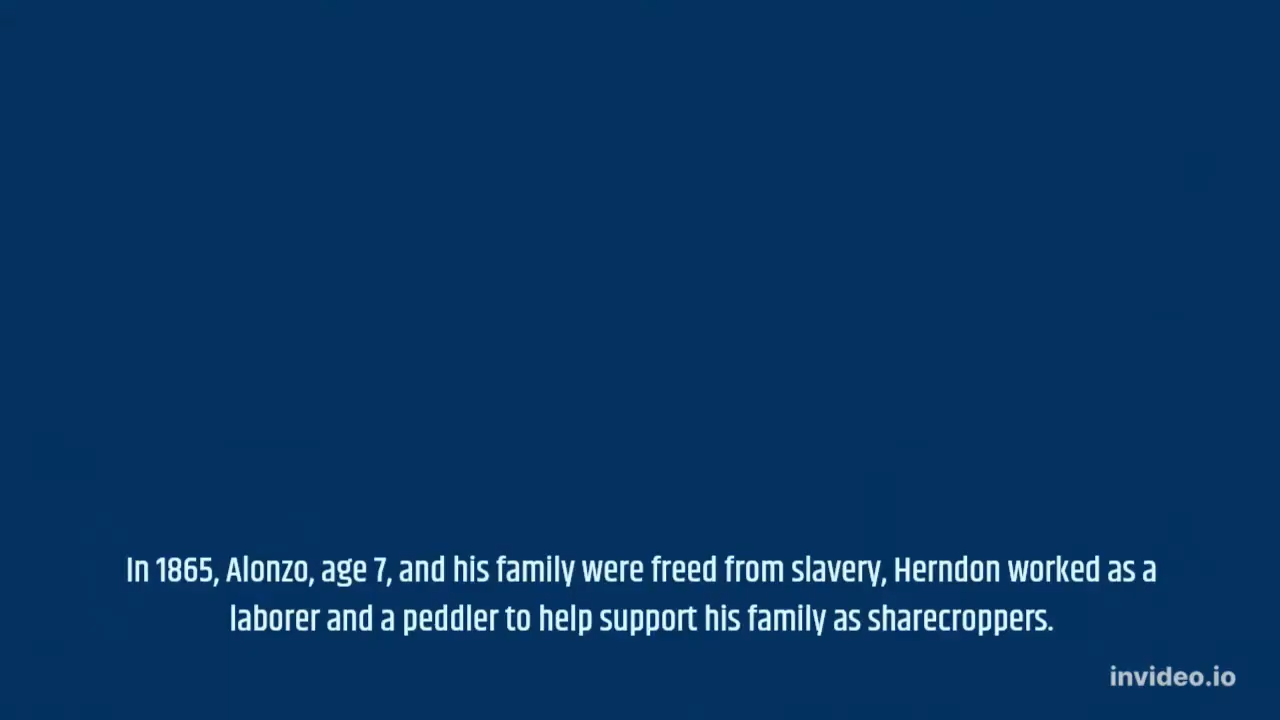 In 1865, Alonzo, age 7, and his family were freed from slavery, Herndon worked as a
laborer and a peddler to help support his family as sharecroppers.
invideo.io